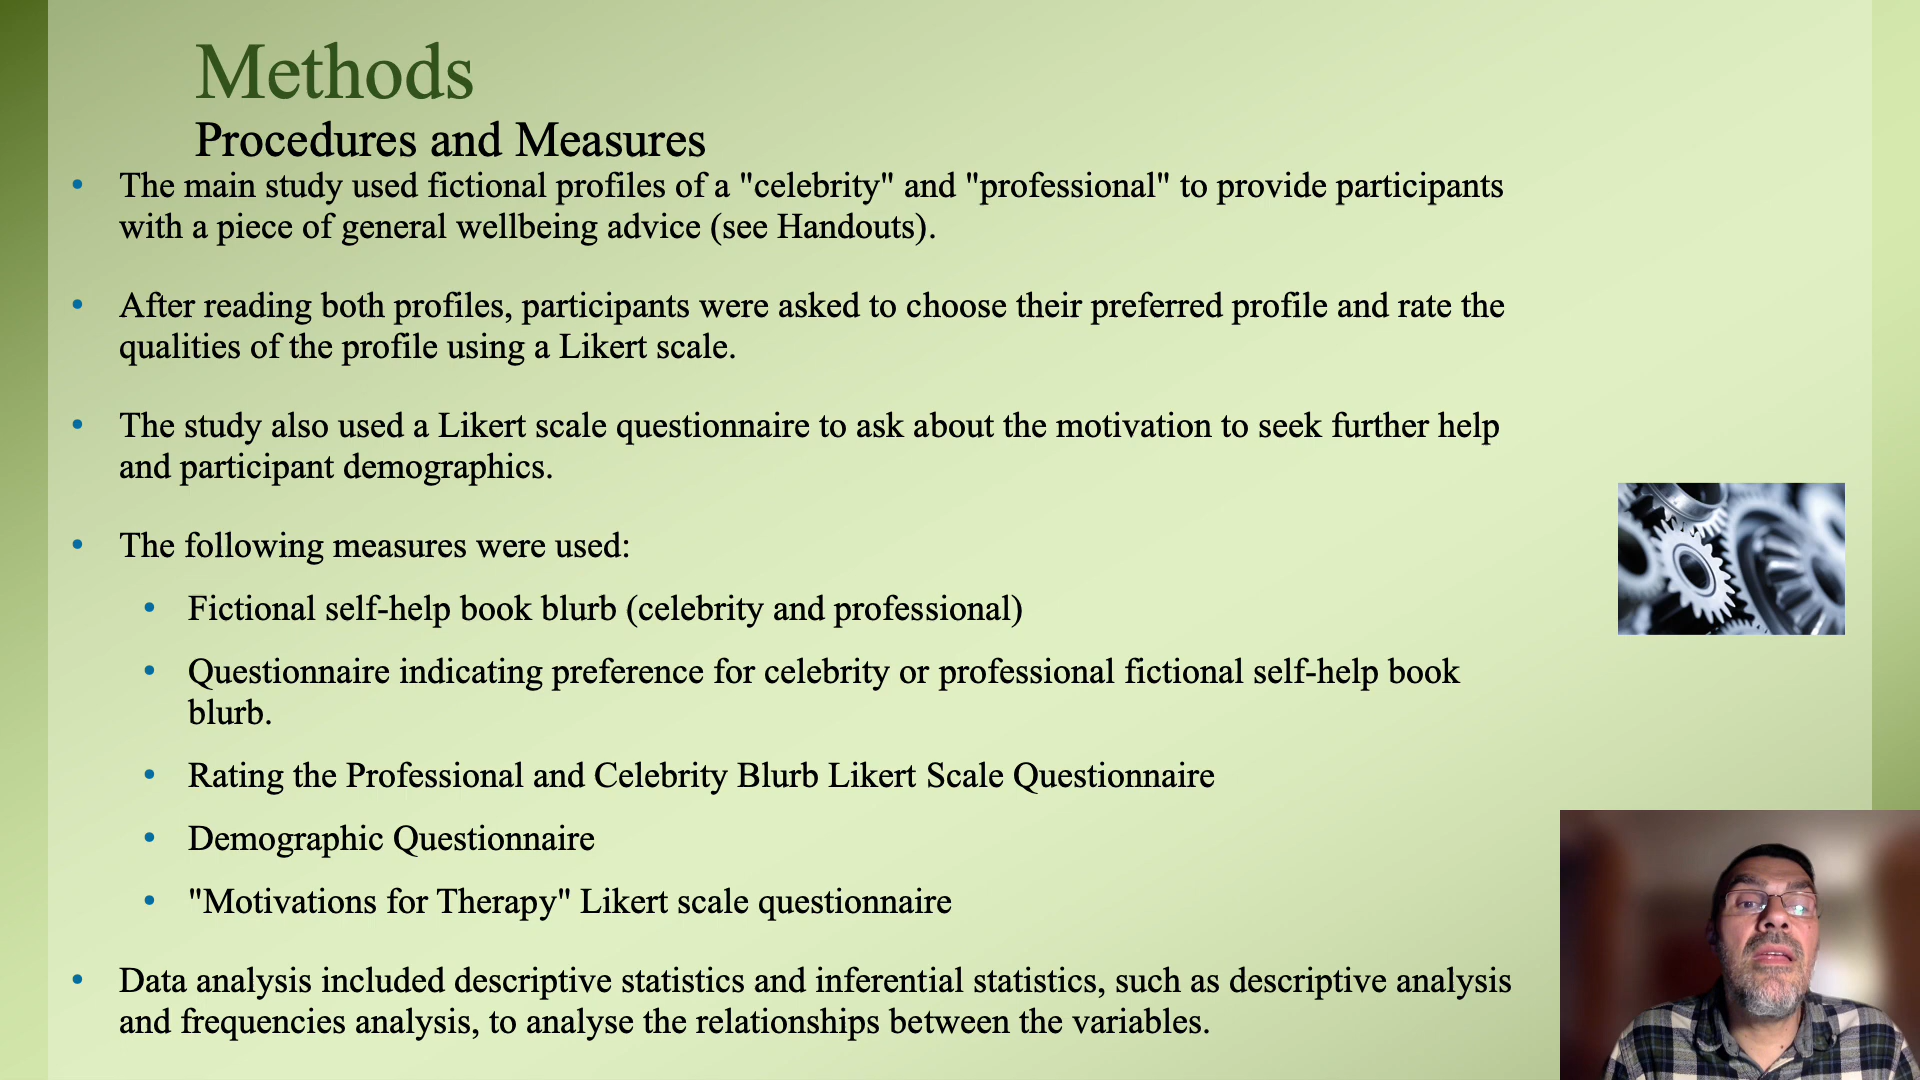 Methods
Procedures and Measures
• The main study used fictional profiles of a "celebrity" and "professional" to provide participants
with a piece of general wellbeing advice (see Handouts).
• After reading both profiles, participants were asked to choose their preferred profile and rate the
qualities of the profile using a Likert scale.
• The study also used a Likert scale questionnaire to ask about the motivation to seek further help
and participant demographics.
• The following measures were used:
• Fictional self-help book blurb (celebrity and professional)
• Questionnaire indicating preference for celebrity or professional fictional self-help book
blurb.
• Rating the Professional and Celebrity Blurb Likert Scale Questionnaire
• Demographic Questionnaire
• "Motivations for Therapy" Likert scale questionnaire
• Data analysis included descriptive statistics and inferential statistics, such as descriptive analysis
and frequencies analysis, to analyse the relationships between the variables.